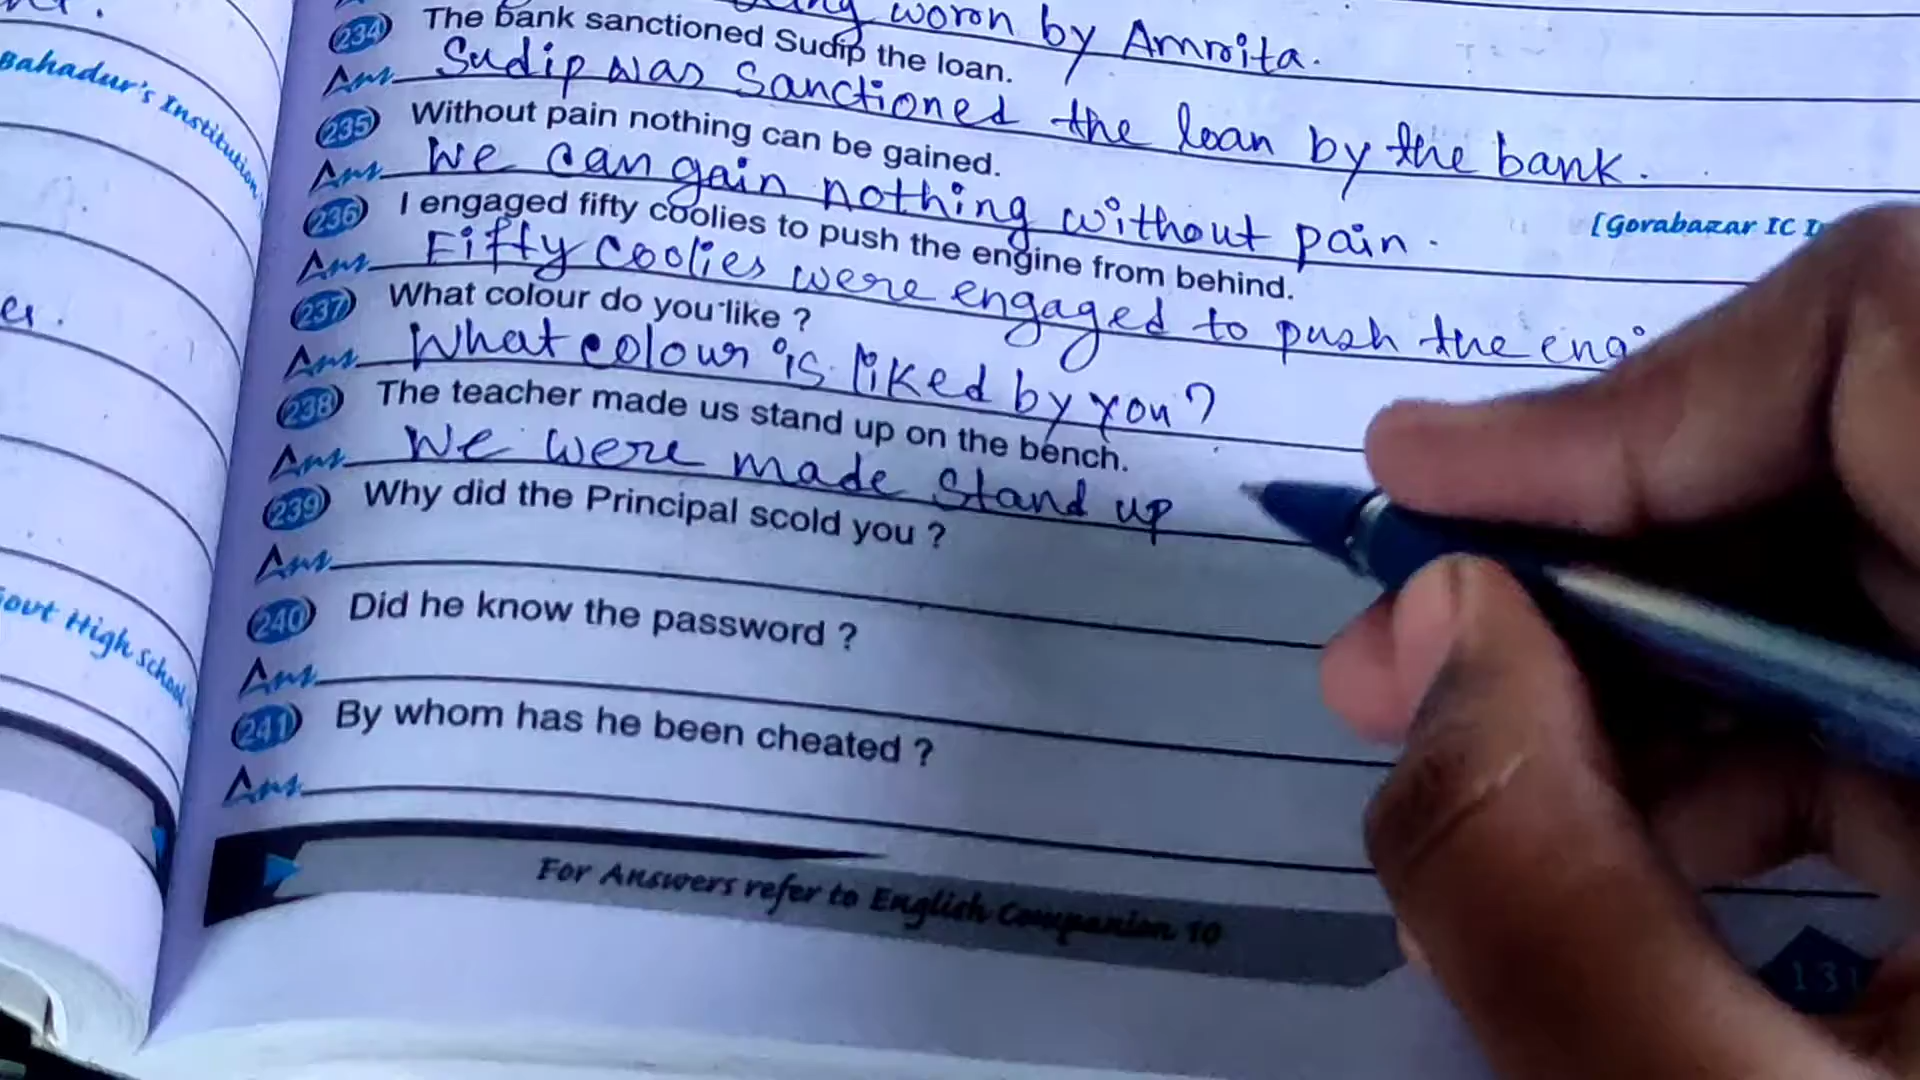 worn by Amrita.
234 The bank sanctioned Sudip the loan.
Ans. Sudip was sanctioned the loan by the bank.
235 Without pain nothing can be gained.
Ans. We can gain nothing without pain.
[Gorabazar IC I
236 I engaged fifty coolies to push the engine from behind.
Ans. Fifty coolies were engaged to push the engi
237 What colour do you like ?
Ans. What colour is liked by you?
238 The teacher made us stand up on the bench.
Ans. We were made stand up
239 Why did the Principal scold you ?
Ans.
240 Did he know the password ?
Ans.
241 By whom has he been cheated ?
Ans.
For Answers refer to English Companion 10
131
Bahadur's Institution
Govt High School